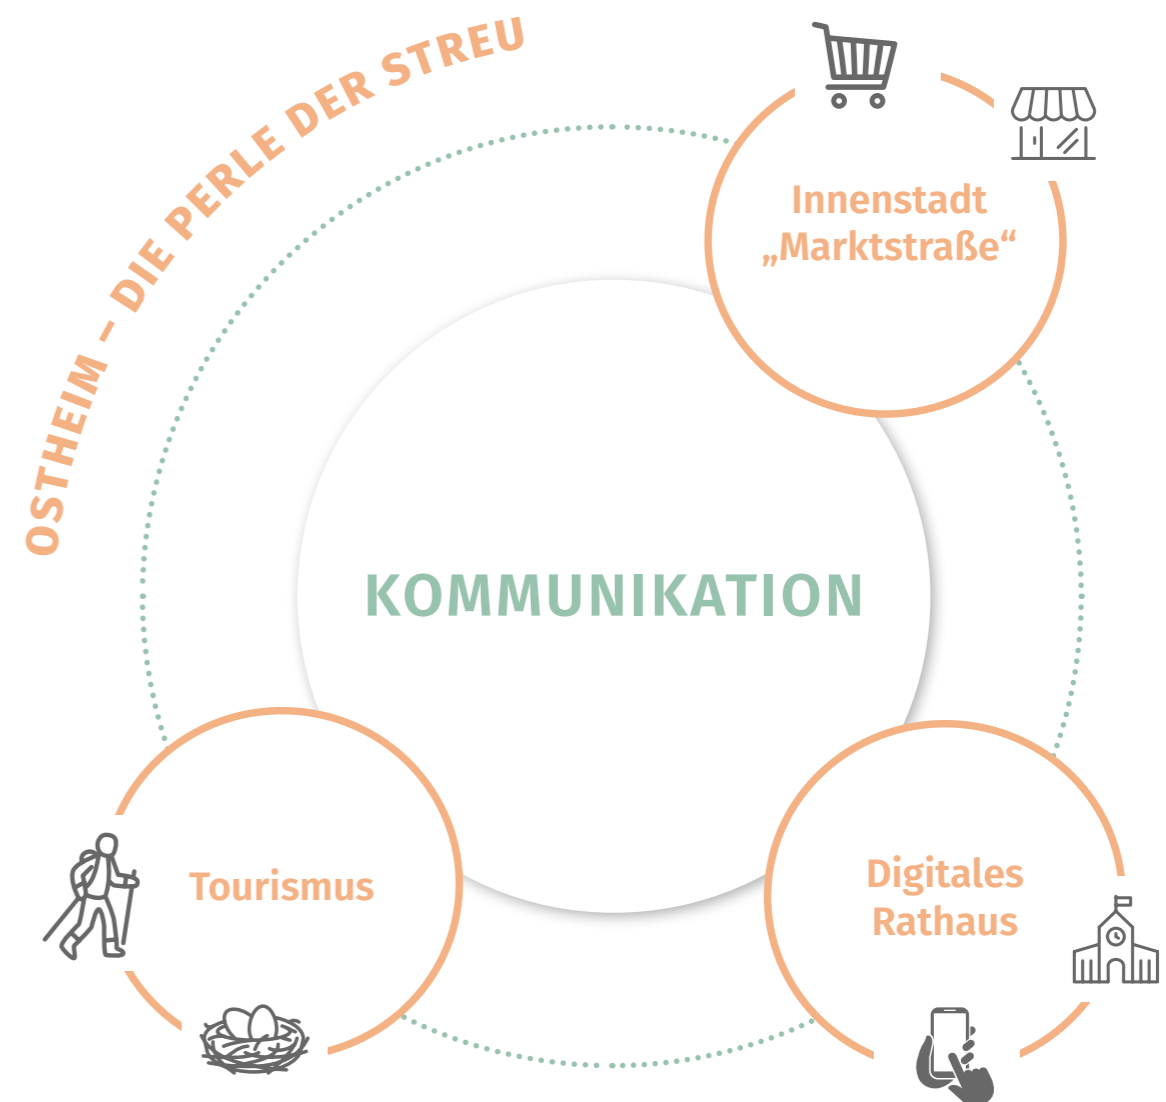 OSTHEIM – DIE PERLE DER STREU
Innenstadt
„Marktstraße“
KOMMUNIKATION
Tourismus
Digitales
Rathaus